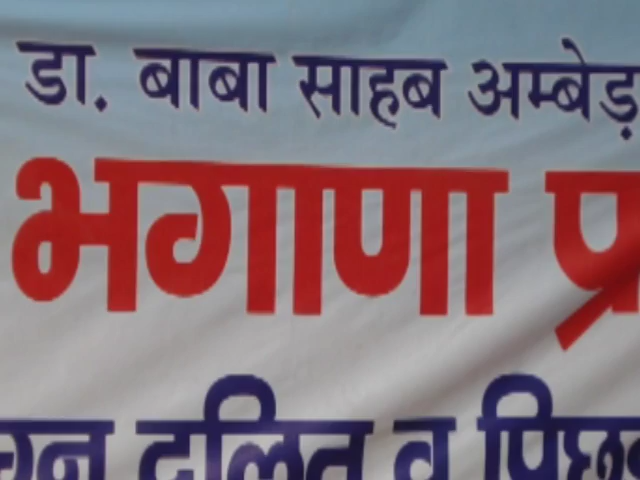 डा. बाबा साहब अम्बेड़
भगाणा प्र
दलित व पिछ